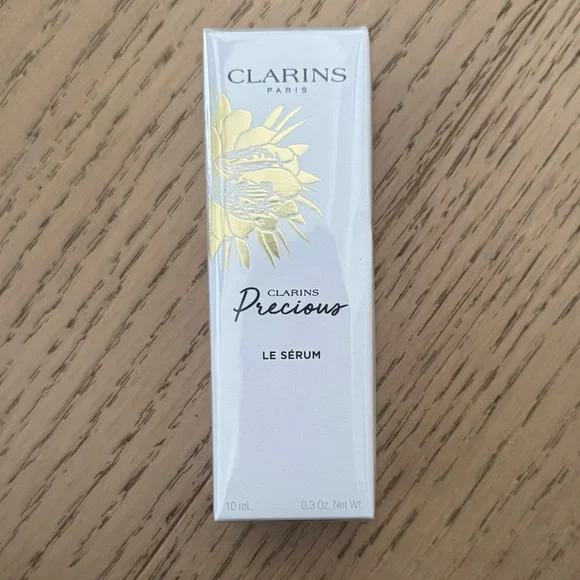 CLARINS
PARIS
CLARINS
Precious
LE SÉRUM
10 mL 0.3 Oz. Net Wt.